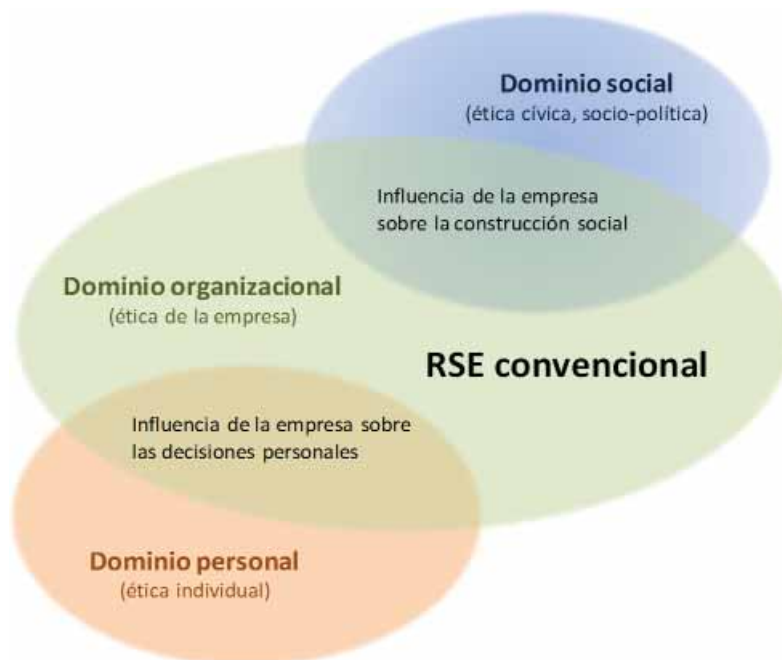 Dominio social
(ética cívica, socio-política)
Influencia de la empresa
sobre la construcción social
Dominio organizacional
(ética de la empresa)
RSE convencional
Influencia de la empresa sobre
las decisiones personales
Dominio personal
(ética individual)